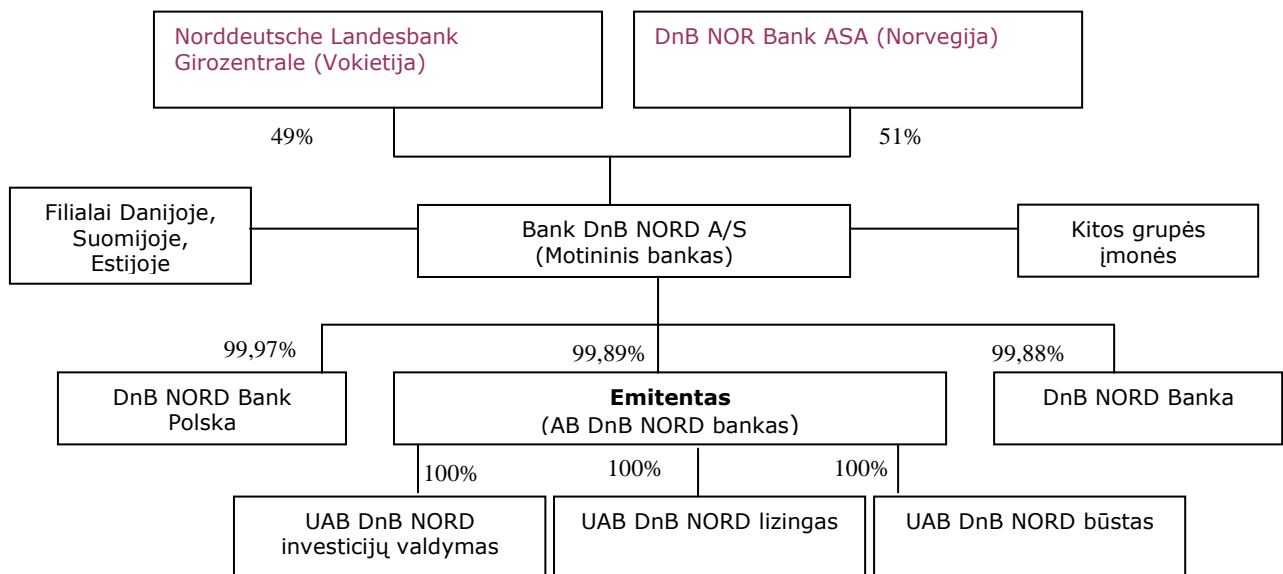 Norddeutsche Landesbank
Girozentrale (Vokietija)
DnB NOR Bank ASA (Norvegija)
49%
51%
Filialai Danijoje,
Suomijoje,
Estijoje
Bank DnB NORD A/S
(Motininis bankas)
Kitos grupės
įmonės
99,97%
99,89%
99,88%
DnB NORD Bank
Polska
Emitentas
(AB DnB NORD bankas)
DnB NORD Banka
100%
100%
100%
UAB DnB NORD
investicijų valdymas
UAB DnB NORD lizingas
UAB DnB NORD būstas